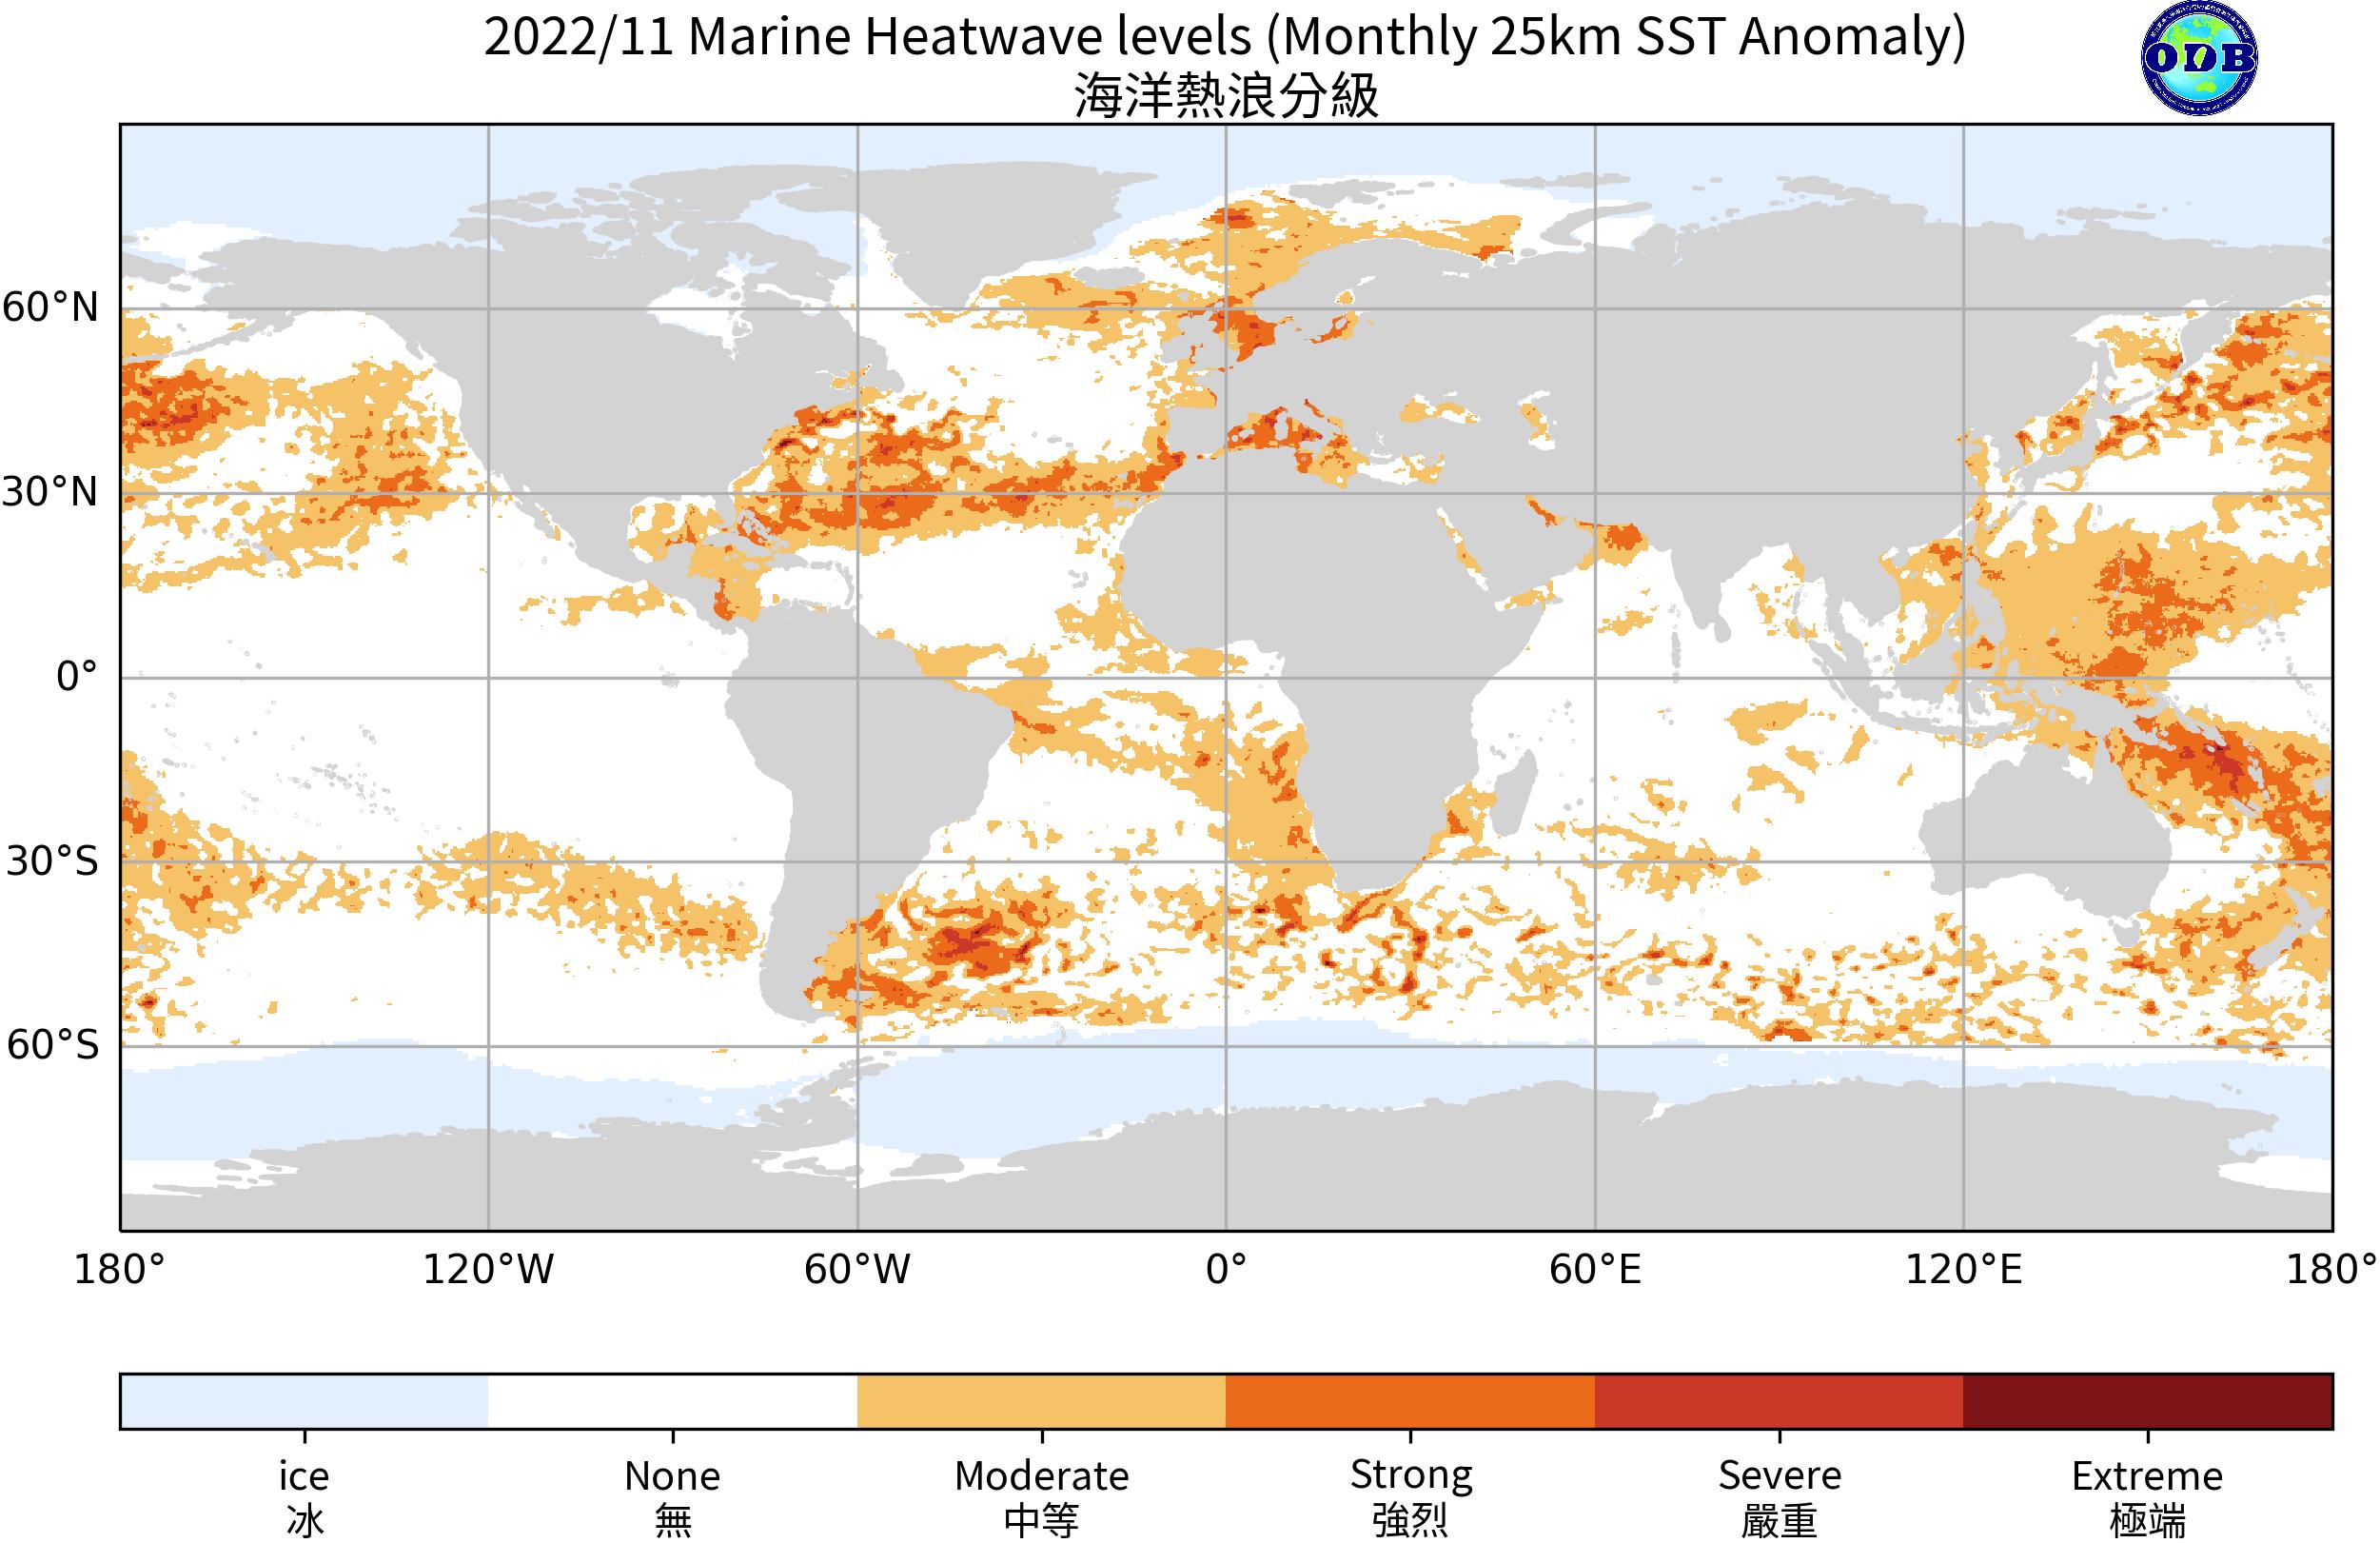 2022/11 Marine Heatwave levels (Monthly 25km SST Anomaly)
海洋熱浪分級
ODB
60°N
30°N
0°
30°S
60°S
180° 120°W 60°W 0° 60°E 120°E 180°
ice None Moderate Strong Severe Extreme
冰 無 中等 強烈 嚴重 極端